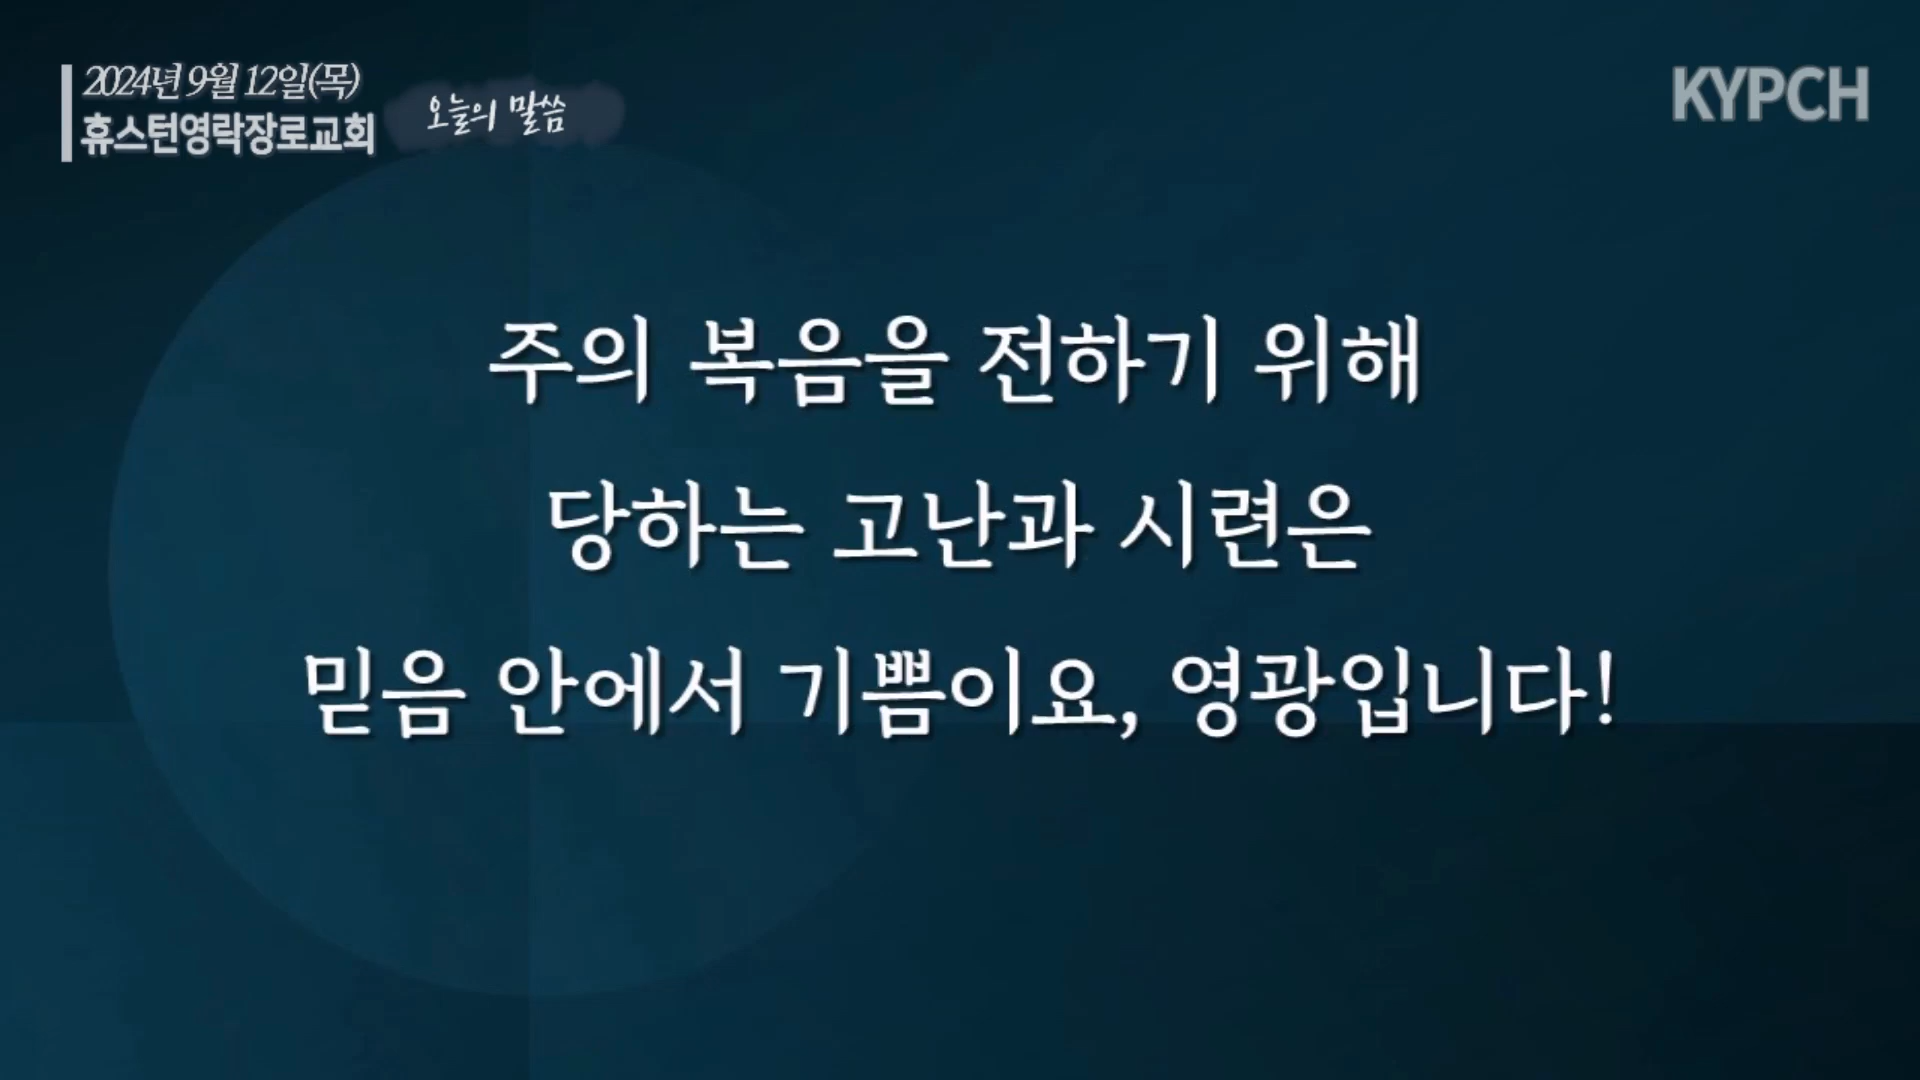 2024년 9월 12일(목)
휴스턴영락장로교회
오늘의 말씀
KYPCH
주의 복음을 전하기 위해
당하는 고난과 시련은
믿음 안에서 기쁨이요, 영광입니다!